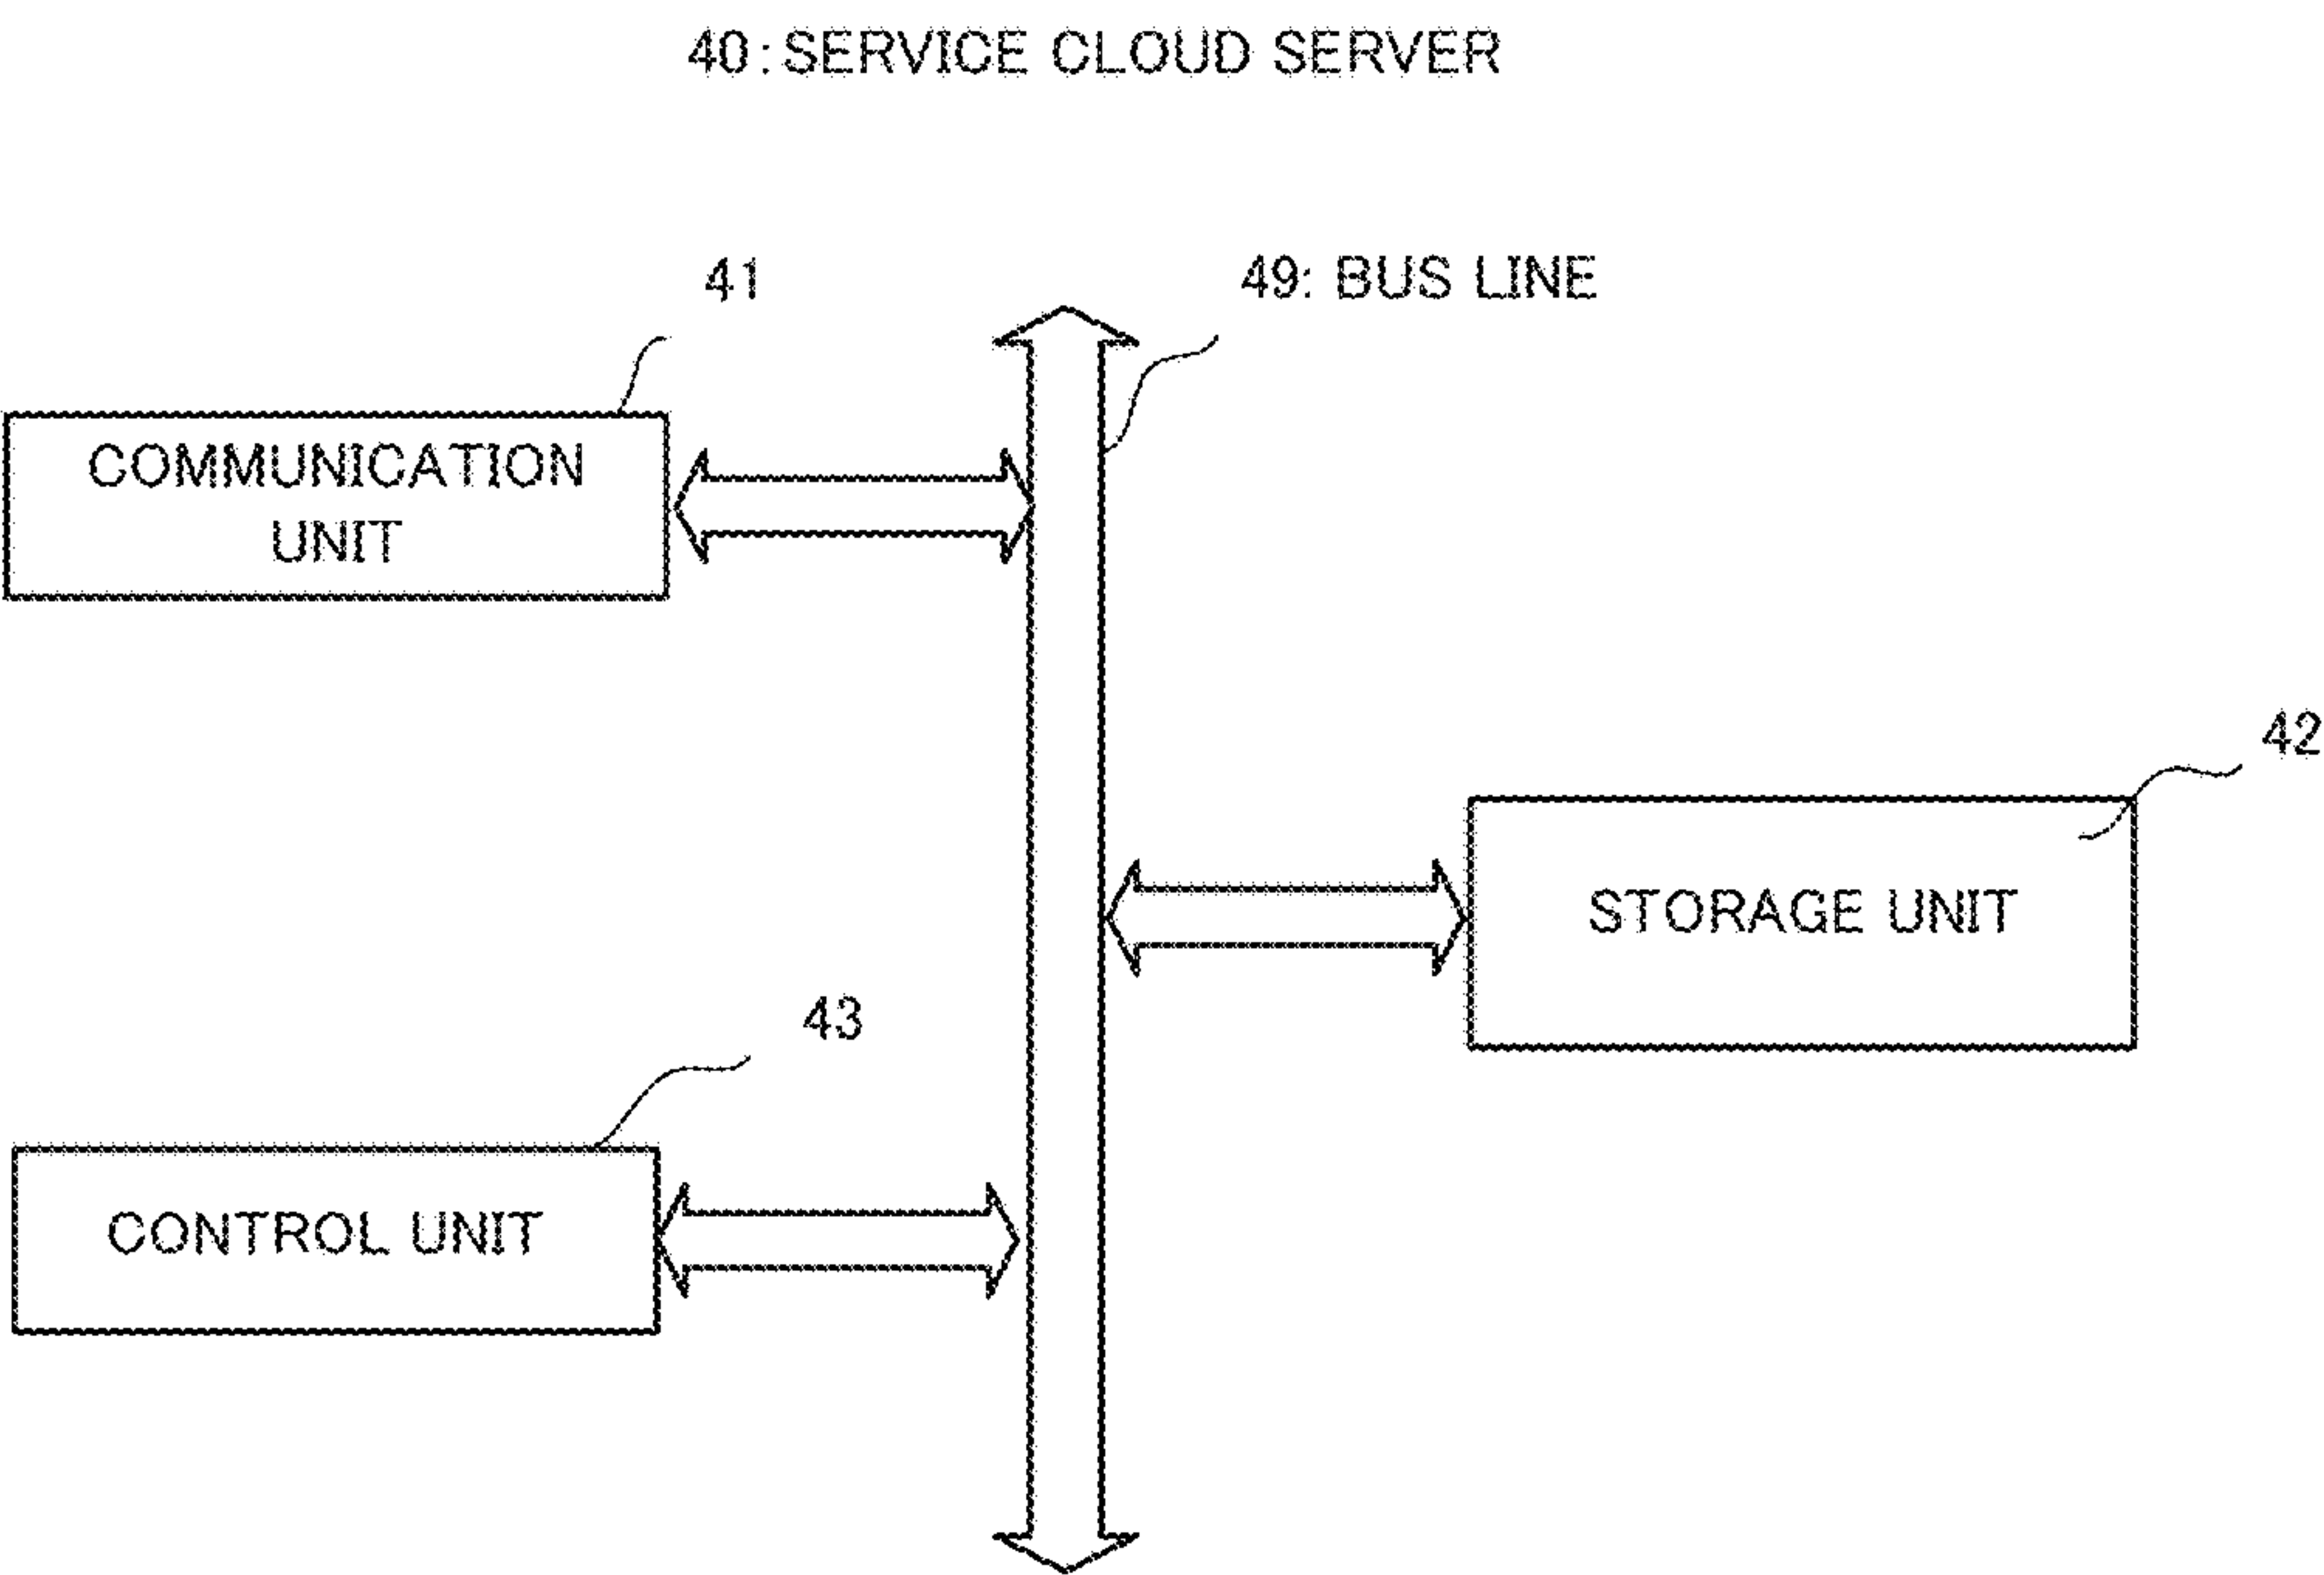 40: SERVICE CLOUD SERVER
41
49: BUS LINE
COMMUNICATION
UNIT
42
STORAGE UNIT
43
CONTROL UNIT